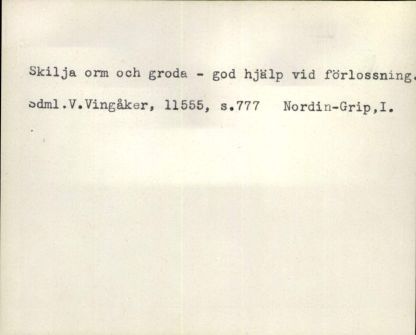 Skilja orm och groda - god hjälp vid förlossning.
Sdml.V.Vingåker, 11555, s.777 Nordin-Grip,I.